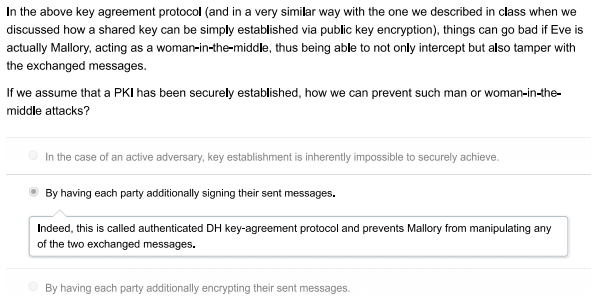 In the above key agreement protocol (and in a very similar way with the one we described in class when we
discussed how a shared key can be simply established via public key encryption), things can go bad if Eve is
actually Mallory, acting as a woman-in-the-middle, thus being able to not only intercept but also tamper with
the exchanged messages.
If we assume that a PKI has been securely established, how we can prevent such man or woman-in-the-
middle attacks?
In the case of an active adversary, key establishment is inherently impossible to securely achieve.
By having each party additionally signing their sent messages.
Indeed, this is called authenticated DH key-agreement protocol and prevents Mallory from manipulating any
of the two exchanged messages.
By having each party additionally encrypting their sent messages.